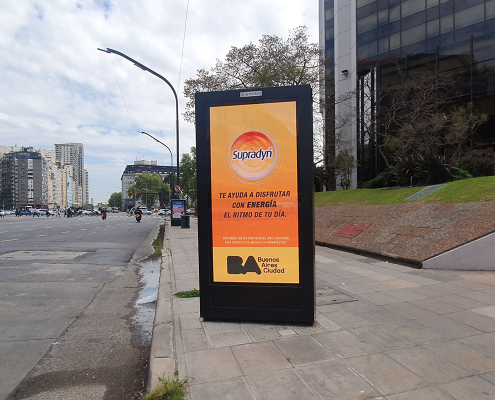 Supradyn
TE AYUDA A DISFRUTAR
CON ENERGÍA
EL RITMO DE TU DÍA.
BA Buenos
Aires
Ciudad